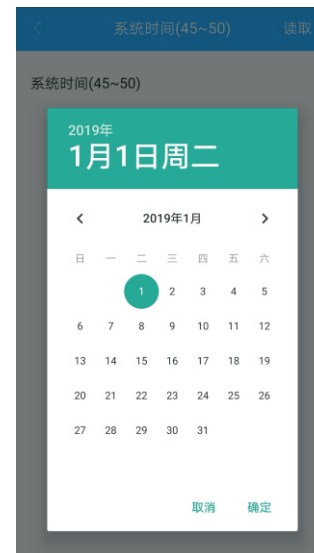 系统时间(45~50) 读取
系统时间(45~50)
2019年
1月1日周二
2019年1月
日 一 二 三 四 五 六
1 2 3 4 5
6 7 8 9 10 11 12
13 14 15 16 17 18 19
20 21 22 23 24 25 26
27 28 29 30 31
取消 确定